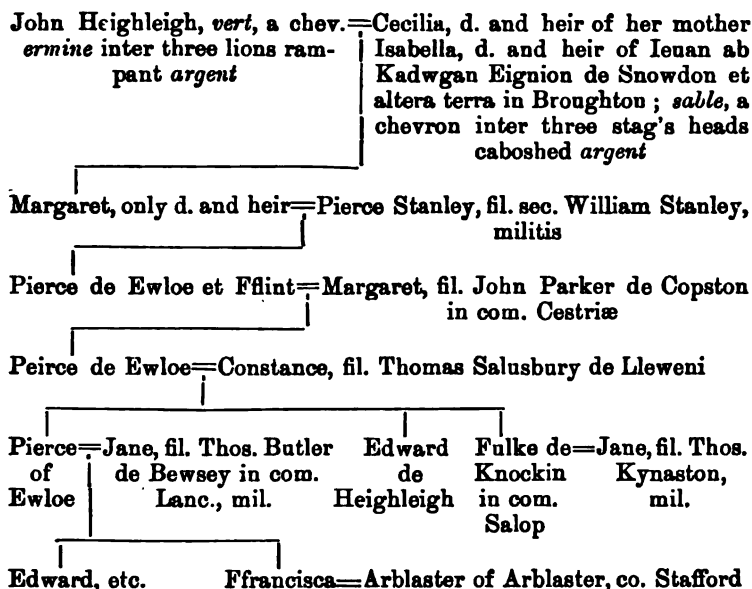 John Heighleigh, vert, a chev.=Cecilia, d. and heir of her mother
ermine inter three lions ram- Isabella, d. and heir of Ieuan ab
pant argent Kadwgan Eignion de Snowdon et
altera terra in Broughton ; sable, a
chevron inter three stag's heads
caboshed argent
Margaret, only d. and heir=Pierce Stanley, fil. sec. William Stanley,
militis
Pierce de Ewloe et Fflint=Margaret, fil. John Parker de Copston
in com. Cestriæ
Peirce de Ewloe=Constance, fil. Thomas Salusbury de Lleweni
Pierce=Jane, fil. Thos. Butler Edward Fulke de=Jane, fil. Thos.
of de Bewsey in com. de Knockin Kynaston,
Ewloe Lanc., mil. Heighleigh in com. mil.
Salop
Edward, etc. Ffrancisca=Arblaster of Arblaster, co. Stafford